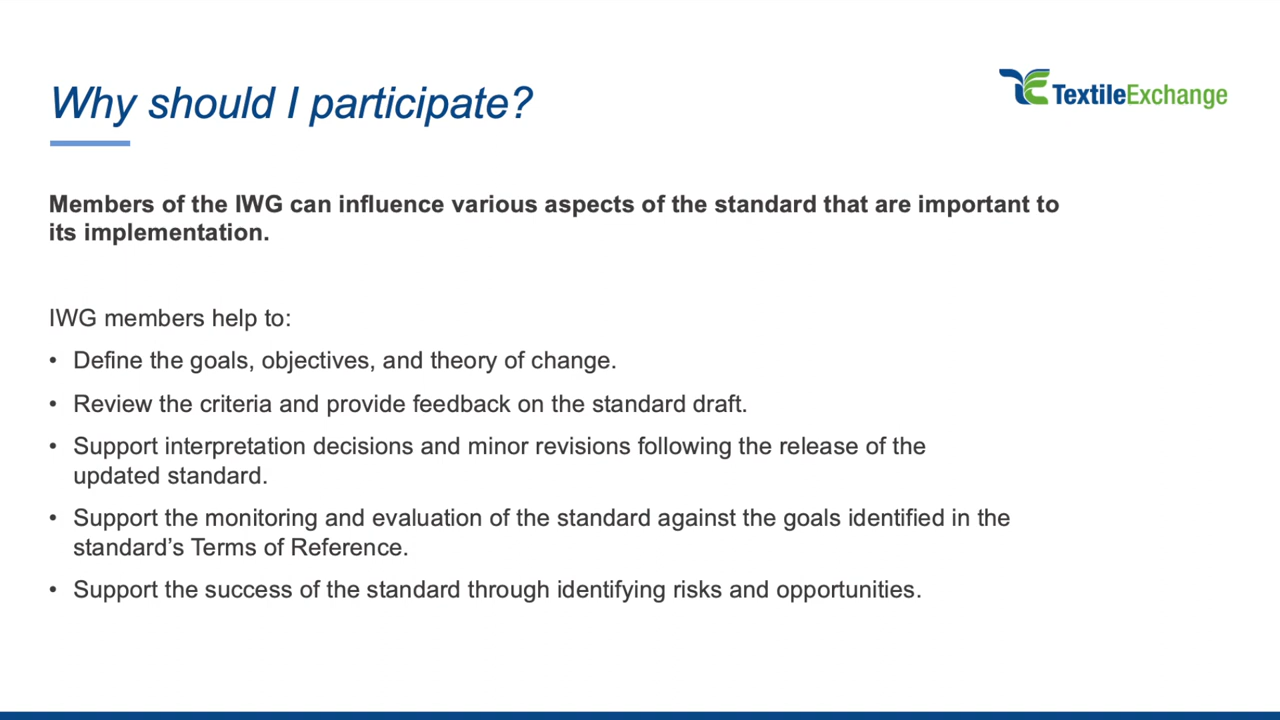 Why should I participate?
TextileExchange
Members of the IWG can influence various aspects of the standard that are important to
its implementation.
IWG members help to:
• Define the goals, objectives, and theory of change.
• Review the criteria and provide feedback on the standard draft.
• Support interpretation decisions and minor revisions following the release of the
updated standard.
• Support the monitoring and evaluation of the standard against the goals identified in the
standard’s Terms of Reference.
• Support the success of the standard through identifying risks and opportunities.